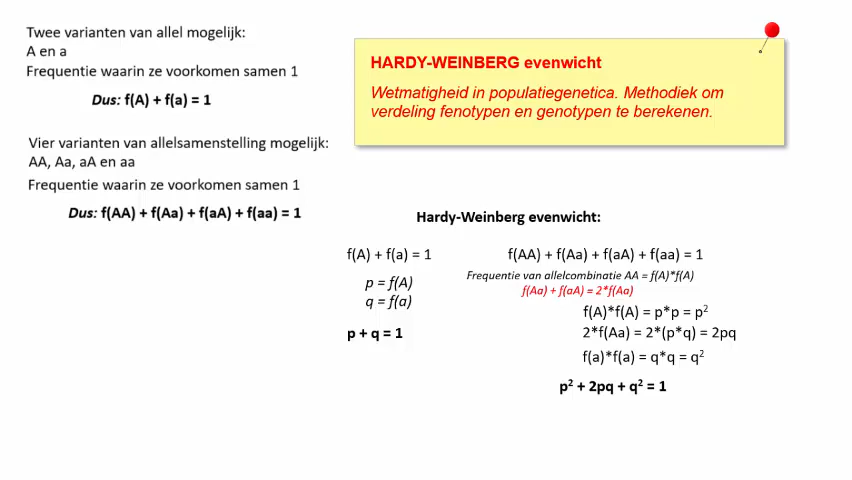 Twee varianten van allel mogelijk:
A en a
Frequentie waarin ze voorkomen samen 1
Dus: f(A) + f(a) = 1
Vier varianten van allelsamenstelling mogelijk:
AA, Aa, aA en aa
Frequentie waarin ze voorkomen samen 1
Dus: f(AA) + f(Aa) + f(aA) + f(aa) = 1
HARDY-WEINBERG evenwicht
Wetmatigheid in populatiegenetica. Methodiek om
verdeling fenotypen en genotypen te berekenen.
Hardy-Weinberg evenwicht:
f(A) + f(a) = 1
p = f(A)
q = f(a)
p + q = 1
f(AA) + f(Aa) + f(aA) + f(aa) = 1
Frequentie van allelcombinatie AA = f(A)*f(A)
f(Aa) + f(aA) = 2*f(Aa)
f(A)*f(A) = p*p = p²
2*f(Aa) = 2*(p*q) = 2pq
f(a)*f(a) = q*q = q²
p² + 2pq + q² = 1